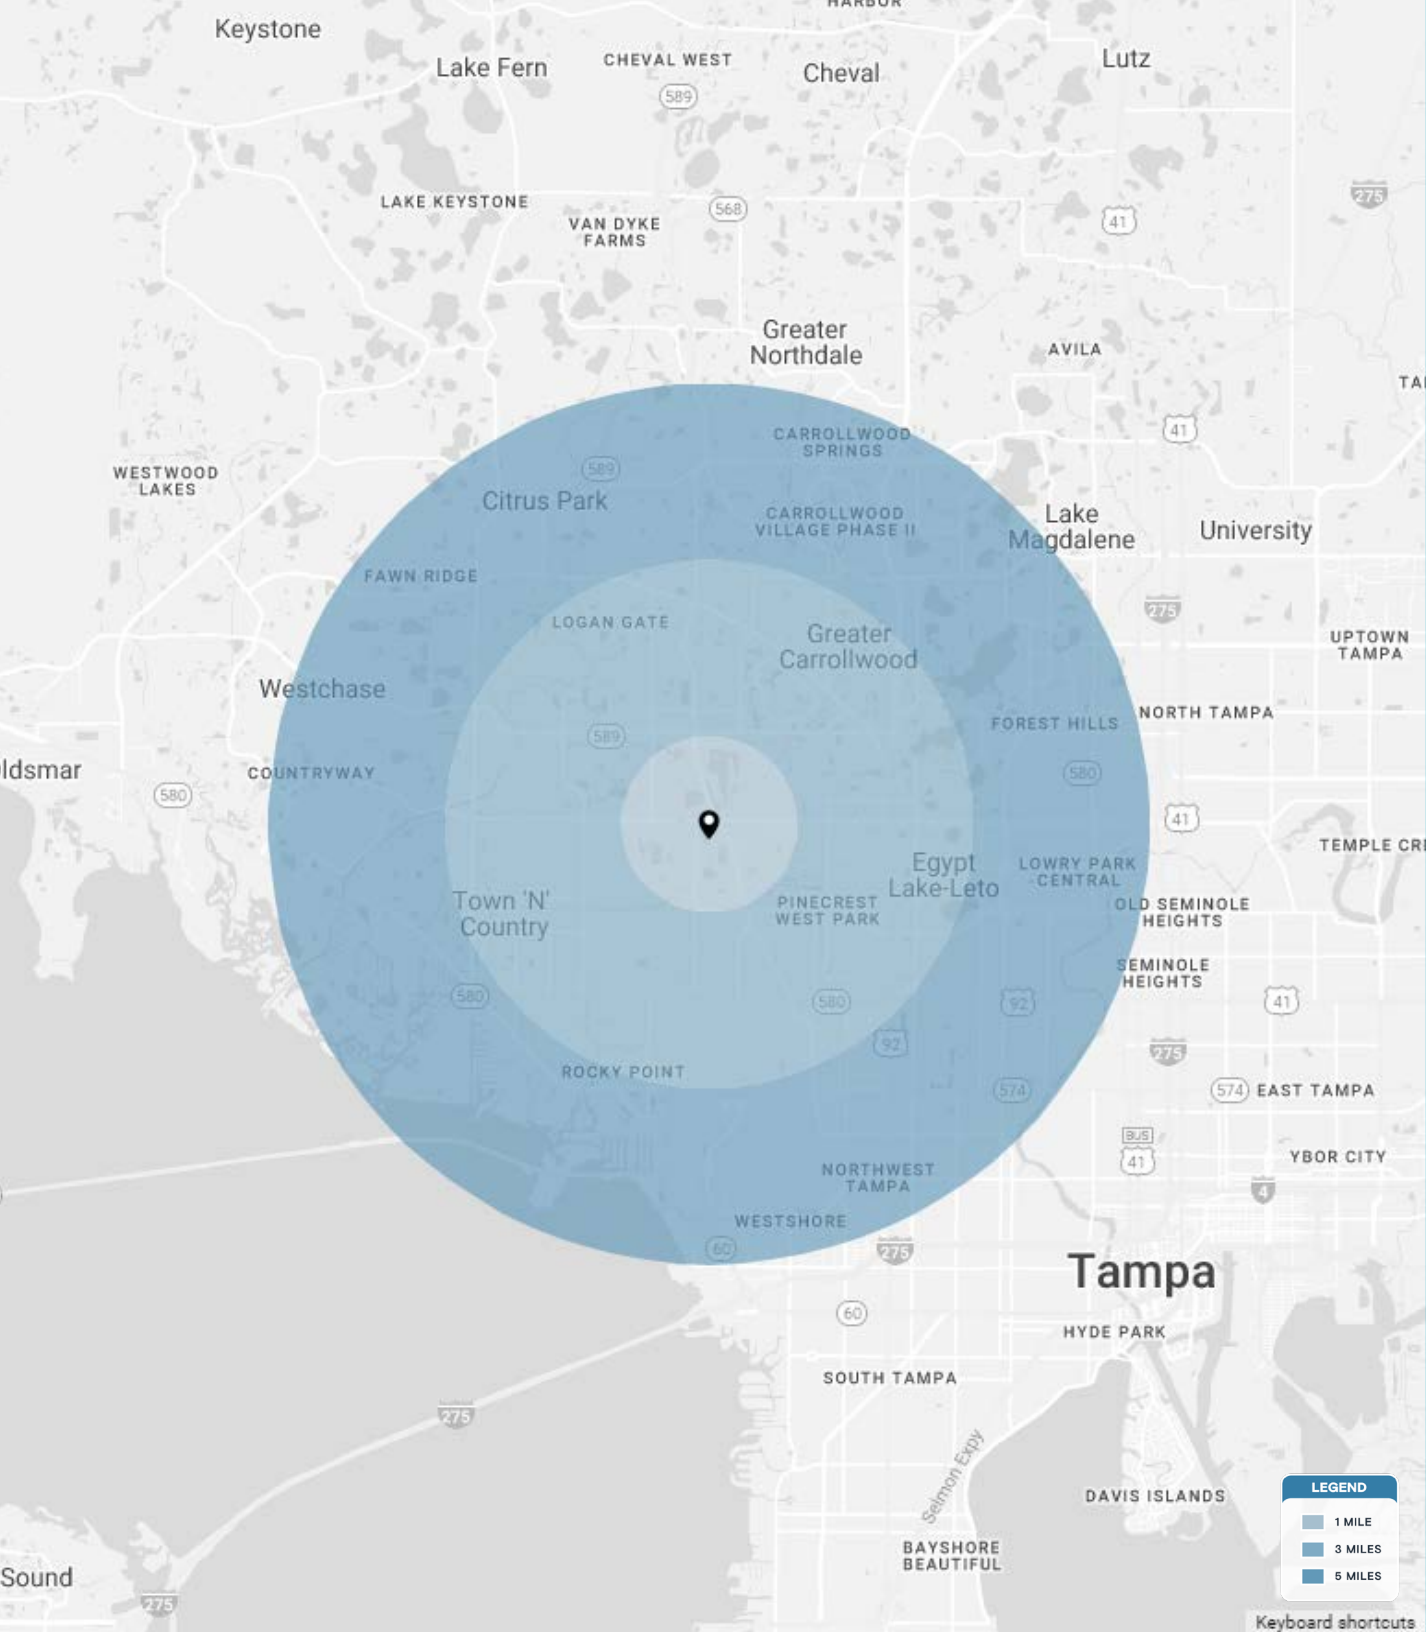 HARBOR
Keystone
Lake Fern
CHEVAL WEST
Cheval
Lutz
589
275
LAKE KEYSTONE
568
41
VAN DYKE
FARMS
Greater
Northdale
AVILA
TA
CARROLLWOOD
SPRINGS
41
WESTWOOD
LAKES
589
Citrus Park
CARROLLWOOD
VILLAGE PHASE II
Lake
Magdalene
University
FAWN RIDGE
LOGAN GATE
275
Greater
Carrollwood
UPTOWN
TAMPA
Westchase
FOREST HILLS
NORTH TAMPA
589
ldsmar
COUNTRYWAY
580
580
41
TEMPLE CR
Egypt
Lake-Leto
LOWRY PARK
CENTRAL
Town 'N'
Country
PINECREST
WEST PARK
OLD SEMINOLE
HEIGHTS
SEMINOLE
HEIGHTS
580
580
92
41
92
275
ROCKY POINT
574
574
EAST TAMPA
BUS
41
YBOR CITY
NORTHWEST
TAMPA
4
WESTSHORE
60
275
Tampa
60
HYDE PARK
SOUTH TAMPA
275
Selmon Expy
DAVIS ISLANDS
BAYSHORE
BEAUTIFUL
Sound
275
LEGEND
1 MILE
3 MILES
5 MILES
Keyboard shortcuts